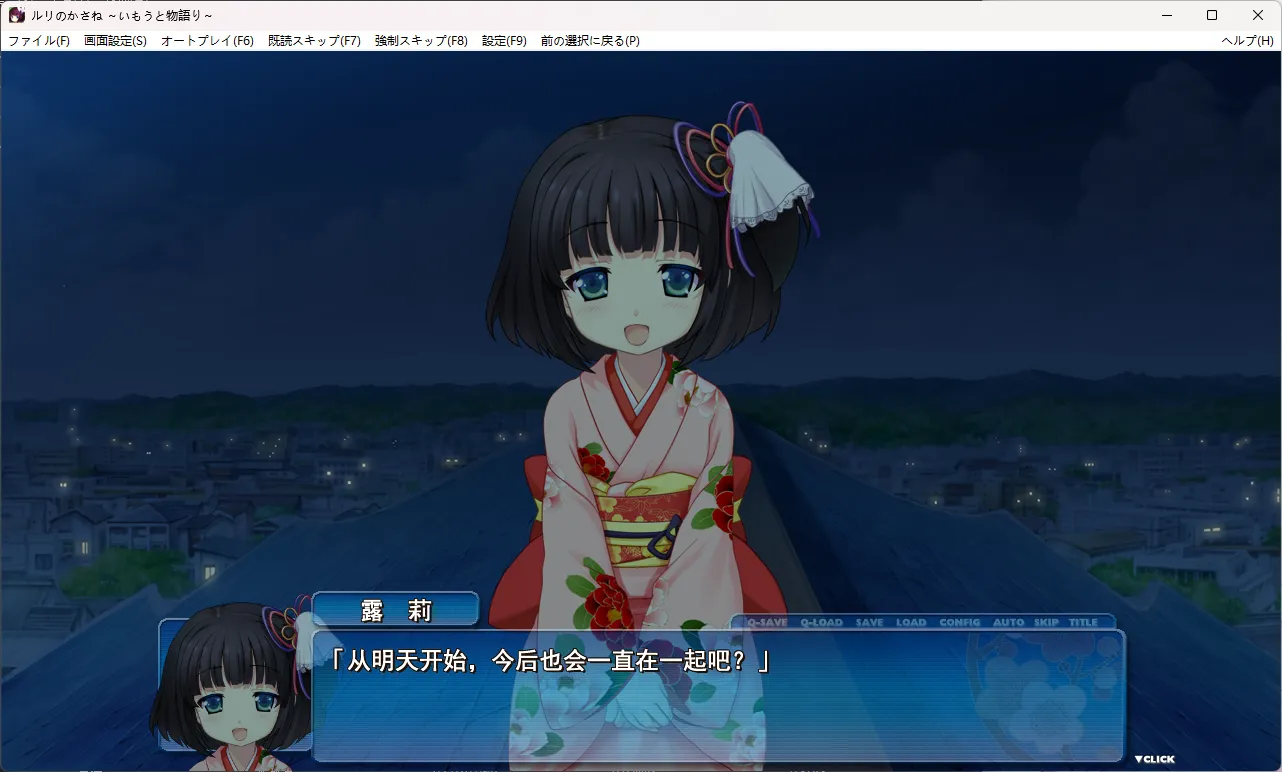 ルリのかさね ~いもうと物語り~
ファイル(F) 画面設定(S) オートプレイ(F6) 既読スキップ(F7) 強制スキップ(F8) 設定(F9) 前の選択に戻る(P) ヘルプ(H)
露 莉
Q-SAVE Q-LOAD SAVE LOAD CONFIG AUTO SKIP TITLE
「从明天开始，今后也会一直在一起吧？」
▼CLICK